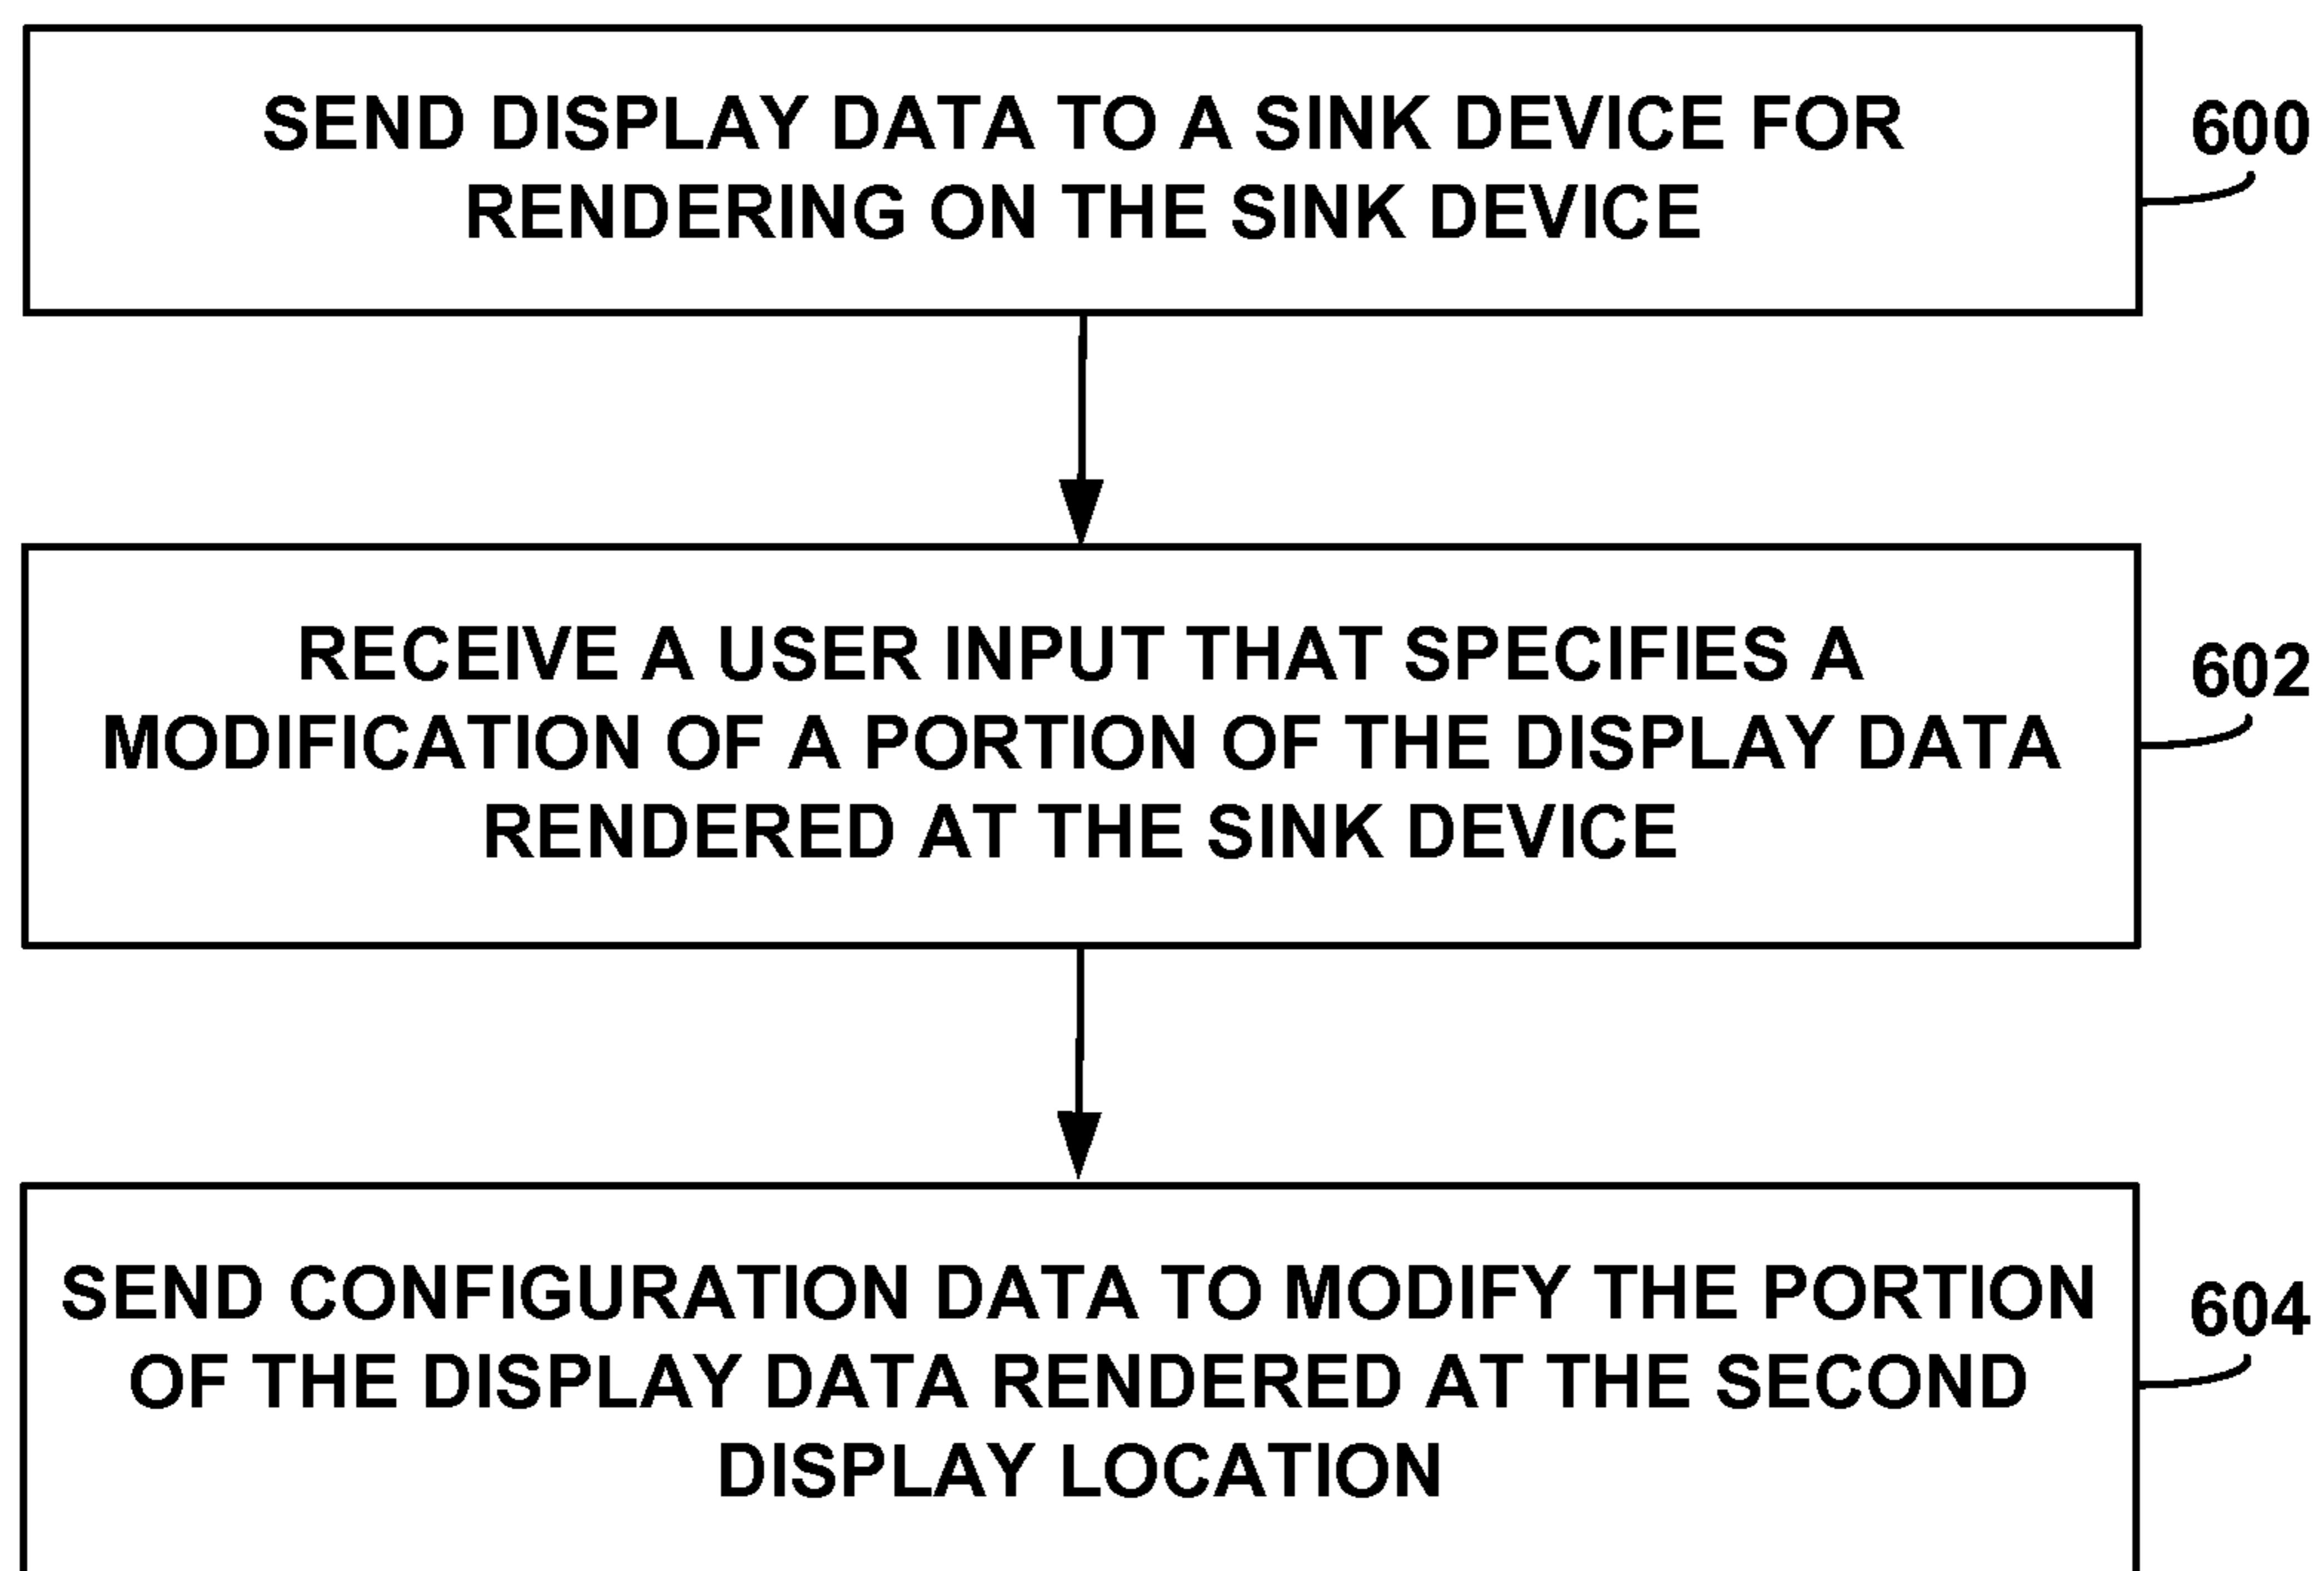 SEND DISPLAY DATA TO A SINK DEVICE FOR
RENDERING ON THE SINK DEVICE
600
RECEIVE A USER INPUT THAT SPECIFIES A
MODIFICATION OF A PORTION OF THE DISPLAY DATA
RENDERED AT THE SINK DEVICE
602
SEND CONFIGURATION DATA TO MODIFY THE PORTION
OF THE DISPLAY DATA RENDERED AT THE SECOND
DISPLAY LOCATION
604